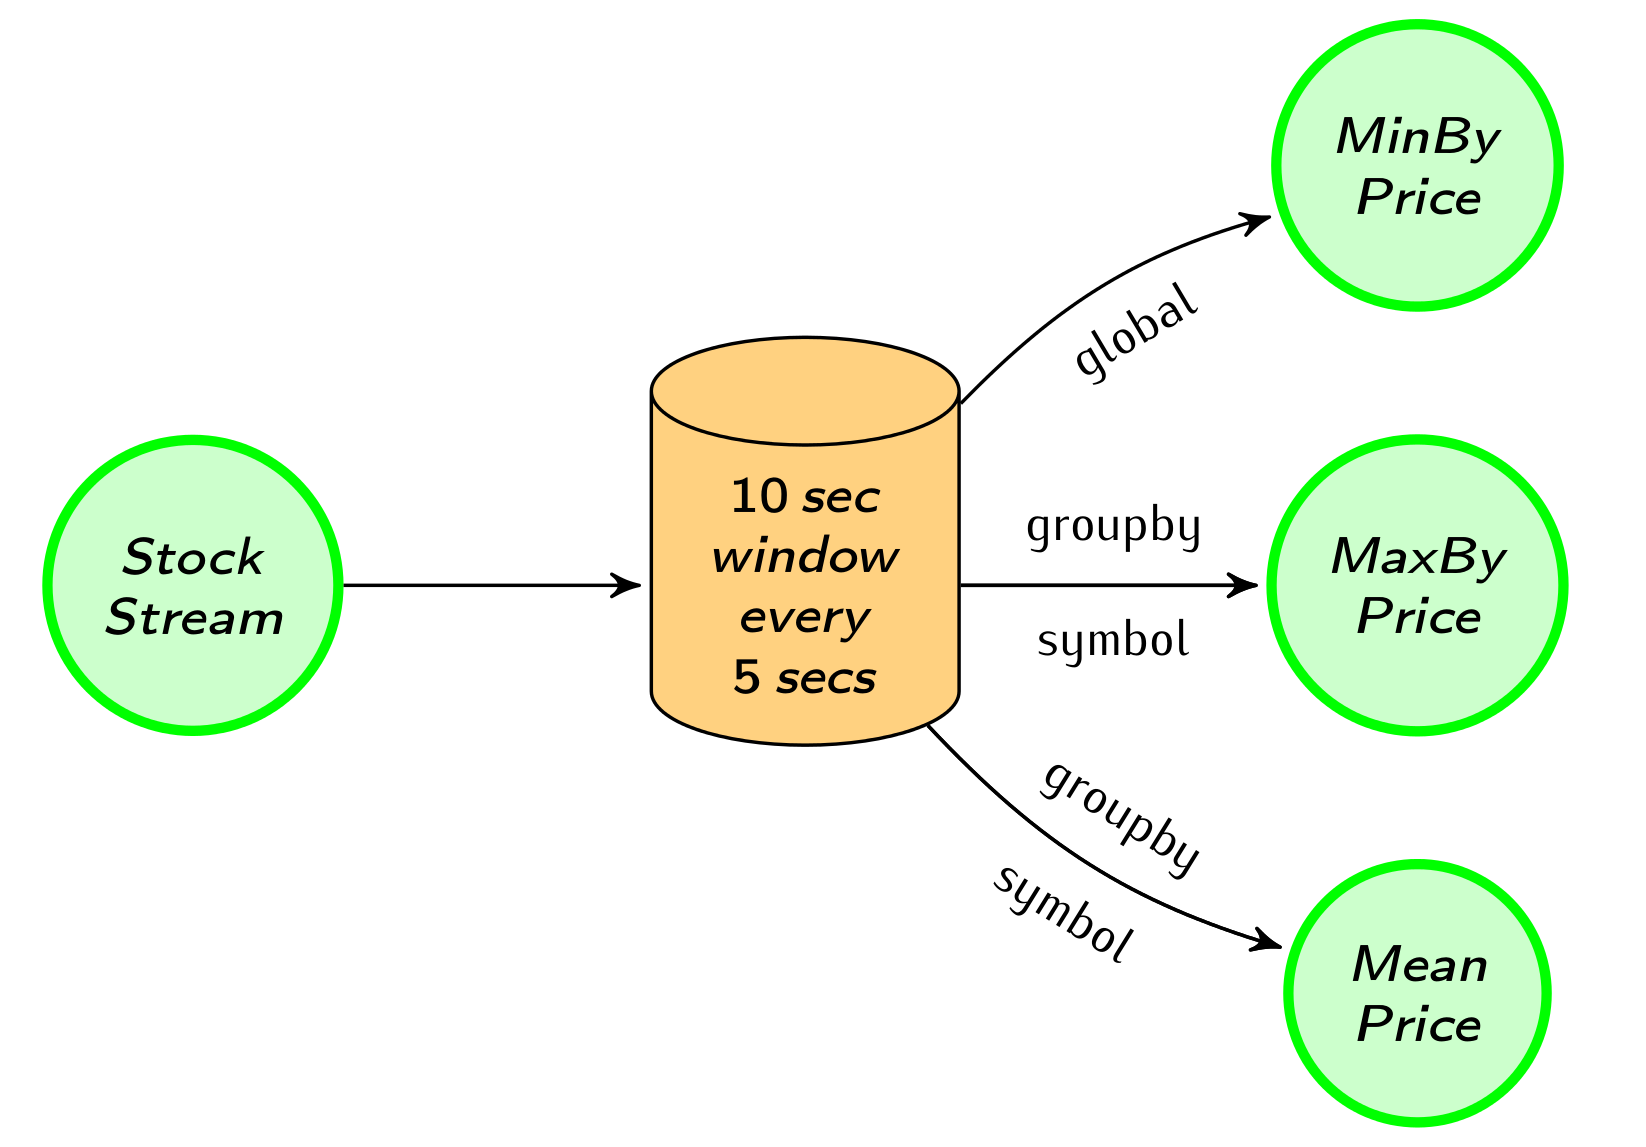 Stock
Stream
10 sec
window
every
5 secs
global
MinBy
Price
groupby
symbol
MaxBy
Price
groupby
symbol
Mean
Price